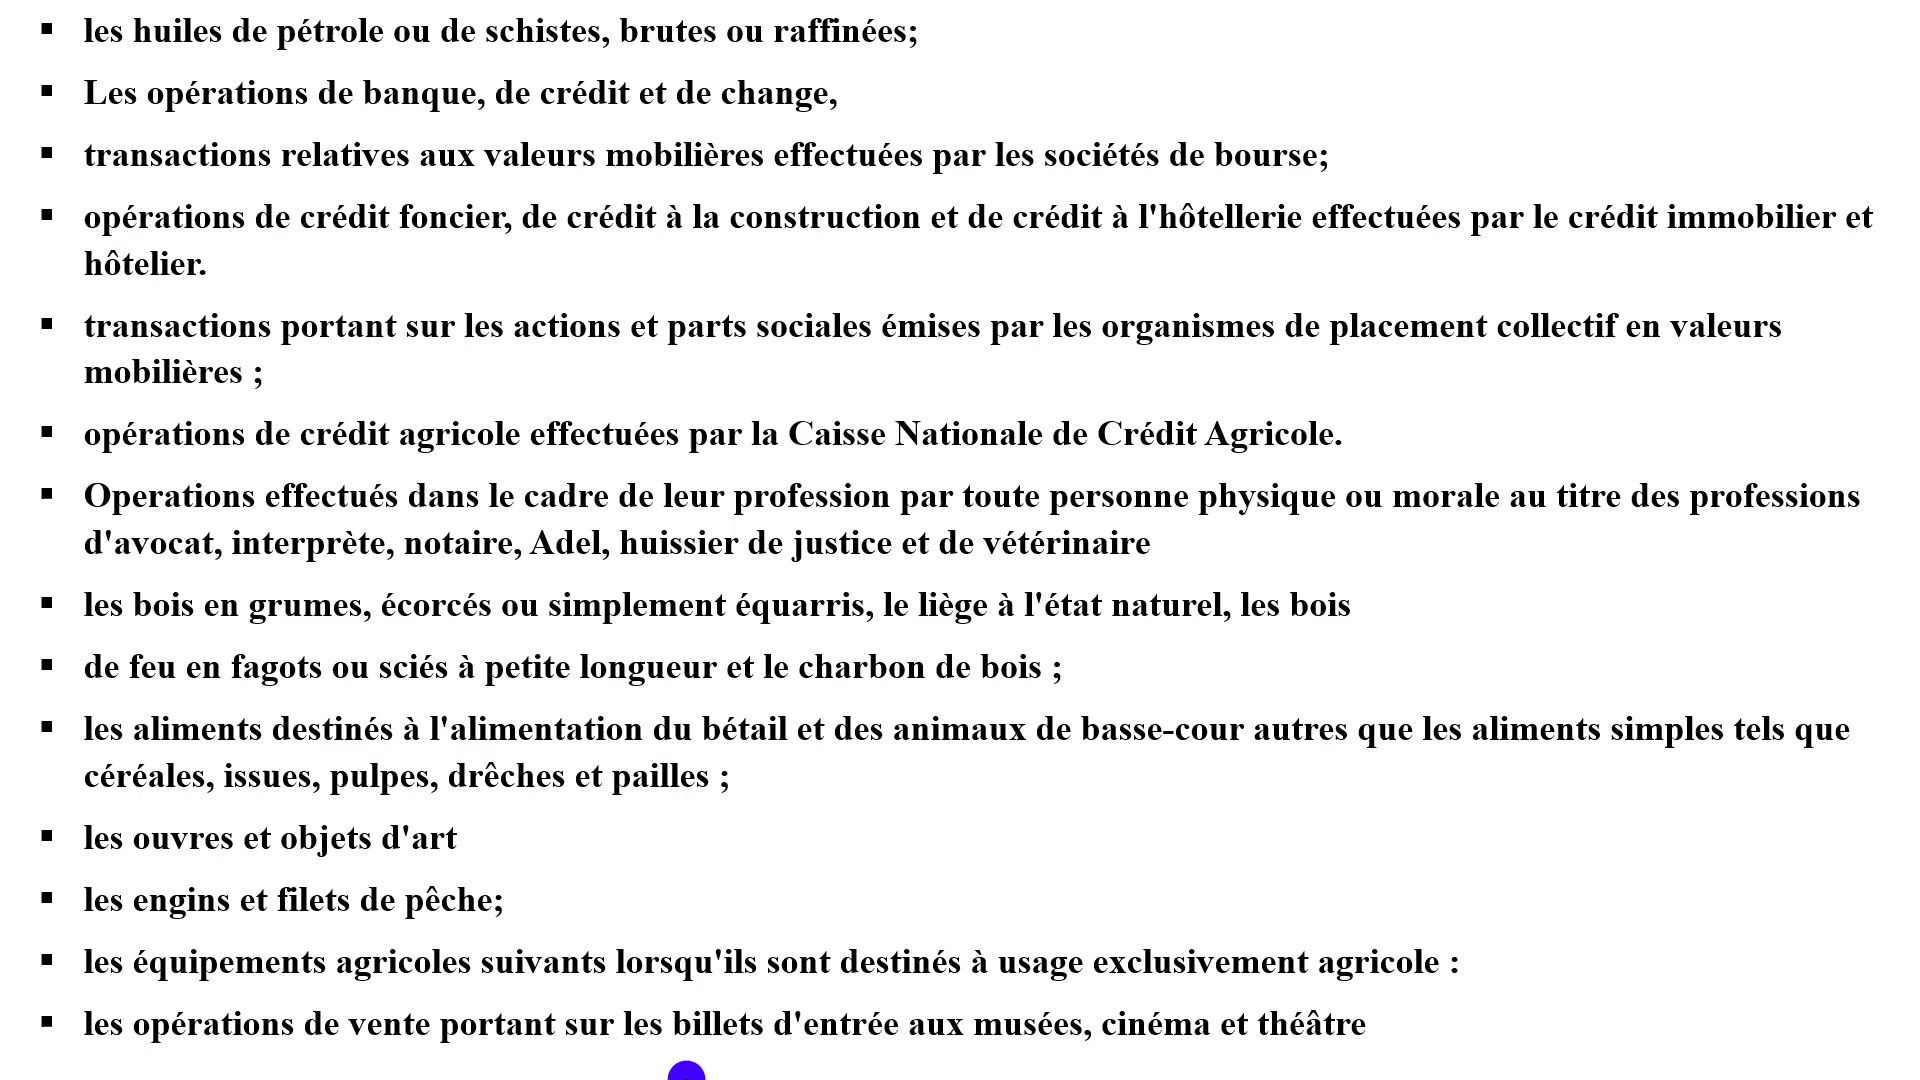 ▪ les huiles de pétrole ou de schistes, brutes ou raffinées;
▪ Les opérations de banque, de crédit et de change,
▪ transactions relatives aux valeurs mobilières effectuées par les sociétés de bourse;
▪ opérations de crédit foncier, de crédit à la construction et de crédit à l'hôtellerie effectuées par le crédit immobilier et
hôtelier.
▪ transactions portant sur les actions et parts sociales émises par les organismes de placement collectif en valeurs
mobilières ;
▪ opérations de crédit agricole effectuées par la Caisse Nationale de Crédit Agricole.
▪ Operations effectués dans le cadre de leur profession par toute personne physique ou morale au titre des professions
d'avocat, interprète, notaire, Adel, huissier de justice et de vétérinaire
▪ les bois en grumes, écorcés ou simplement équarris, le liège à l'état naturel, les bois
▪ de feu en fagots ou sciés à petite longueur et le charbon de bois ;
▪ les aliments destinés à l'alimentation du bétail et des animaux de basse-cour autres que les aliments simples tels que
céréales, issues, pulpes, drêches et pailles ;
▪ les ouvres et objets d'art
▪ les engins et filets de pêche;
▪ les équipements agricoles suivants lorsqu'ils sont destinés à usage exclusivement agricole :
▪ les opérations de vente portant sur les billets d'entrée aux musées, cinéma et théâtre